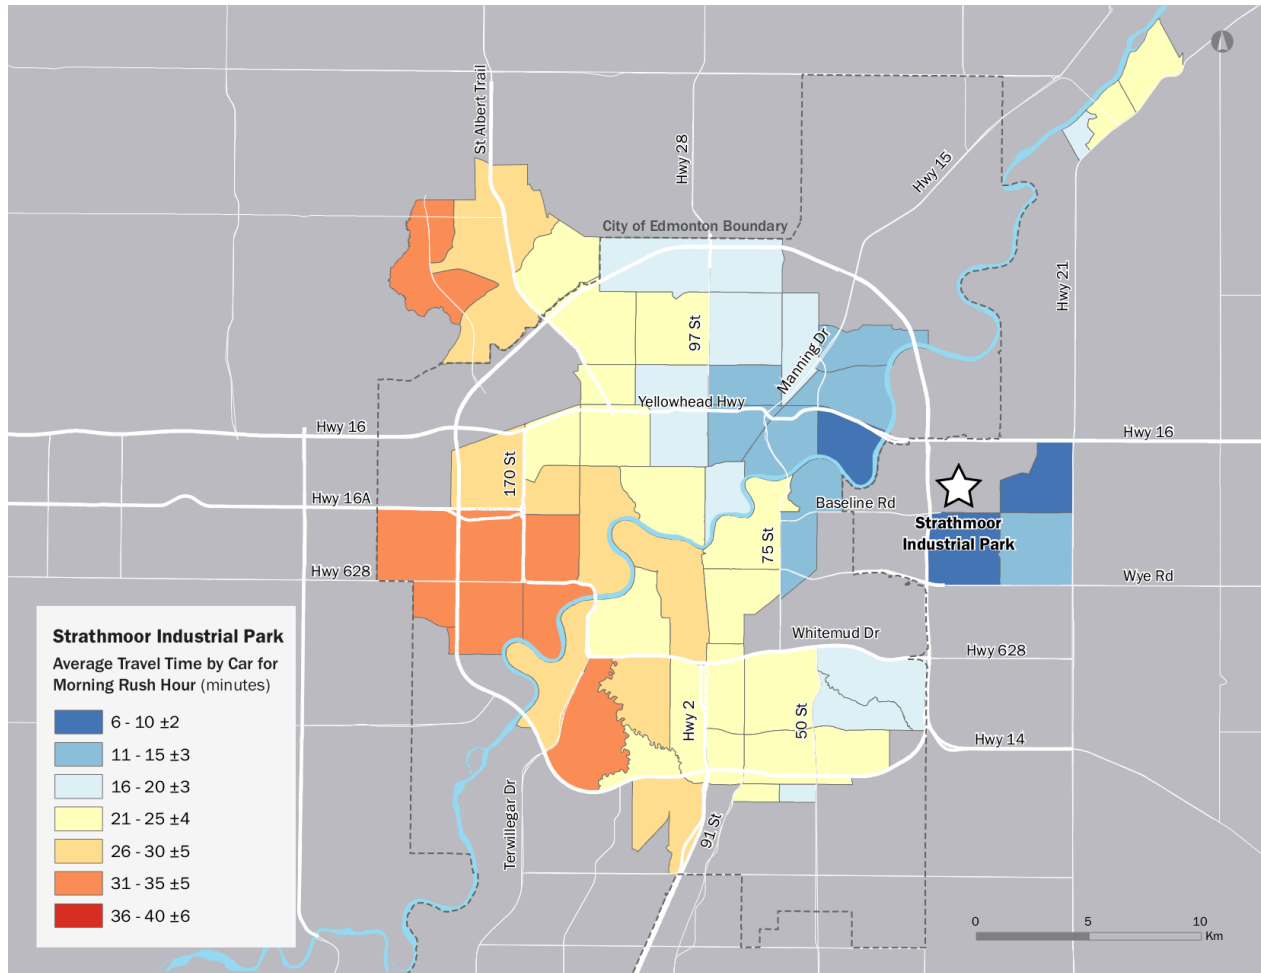 St Albert Trail
Hwy 28
Hwy 15
City of Edmonton Boundary
Hwy 21
97 St
Manning Dr
Yellowhead Hwy
Hwy 16
Hwy 16
170 St
Hwy 16A
Baseline Rd
Strathmoor
Industrial Park
75 St
Hwy 628
Wye Rd
Whitemud Dr
Hwy 628
Hwy 2
50 St
Hwy 14
Terwillegar Dr
91 St
Strathmoor Industrial Park
Average Travel Time by Car for
Morning Rush Hour (minutes)
6 - 10 ±2
11 - 15 ±3
16 - 20 ±3
21 - 25 ±4
26 - 30 ±5
31 - 35 ±5
36 - 40 ±6
0 5 10
Km